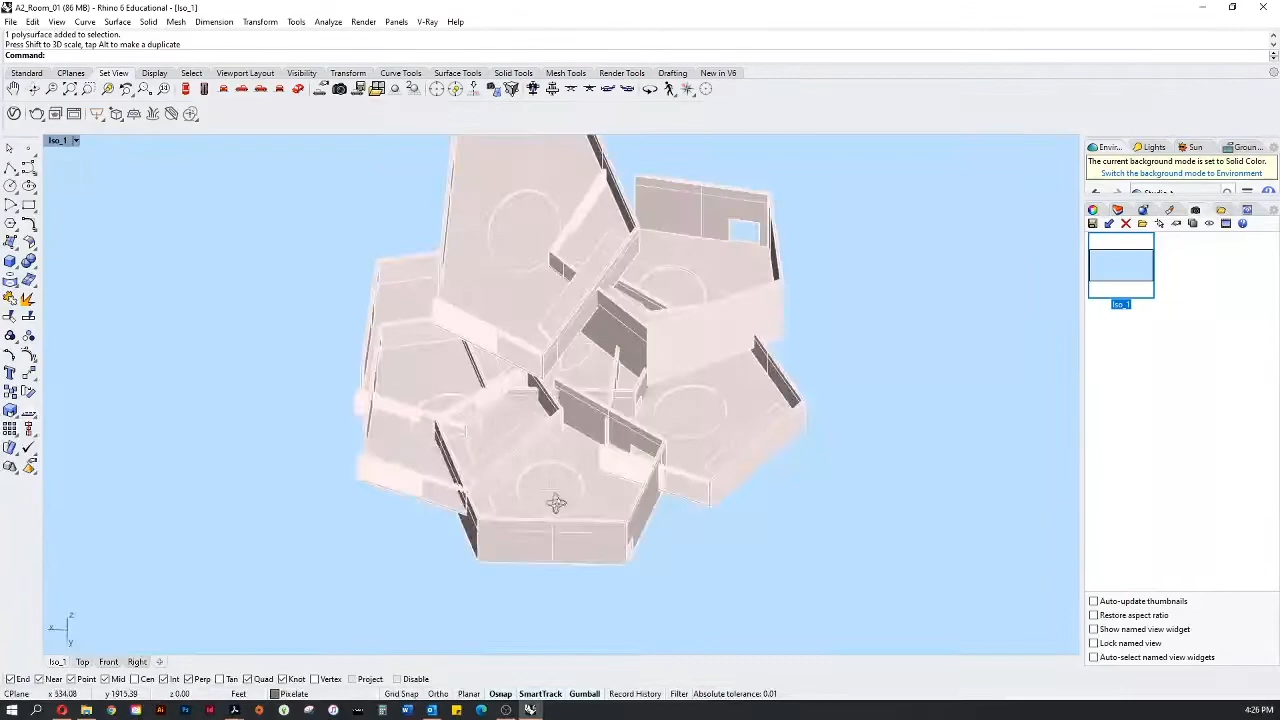 A2_Room_01 (86 MB) - Rhino 6 Educational - [Iso_1]
File Edit View Curve Surface Solid Mesh Dimension Transform Tools Analyze Render Panels V-Ray Help
1 polysurface added to selection.
Press Shift to 3D scale, tap Alt to make a duplicate
Command:
Standard CPlanes Set View Display Select Viewport Layout Visibility Transform Curve Tools Surface Tools Solid Tools Mesh Tools Render Tools Drafting New in V6
Iso_1
Envir... Lights Sun Groun...
The current background mode is set to Solid Color.
Switch the background mode to Environment
Iso_1
z
x
y
Auto-update thumbnails
Restore aspect ratio
Show named view widget
Lock named view
Auto-select named view widgets
Iso_1 Top Front Right
End Near Point Mid Cen Int Perp Tan Quad Knot Vertex Project Disable
CPlane x 534.08 y 1915.39 z 0.00 Feet Pixelate Grid Snap Ortho Planar Osnap SmartTrack Gumball Record History Filter Absolute tolerance: 0.01
4:26 PM